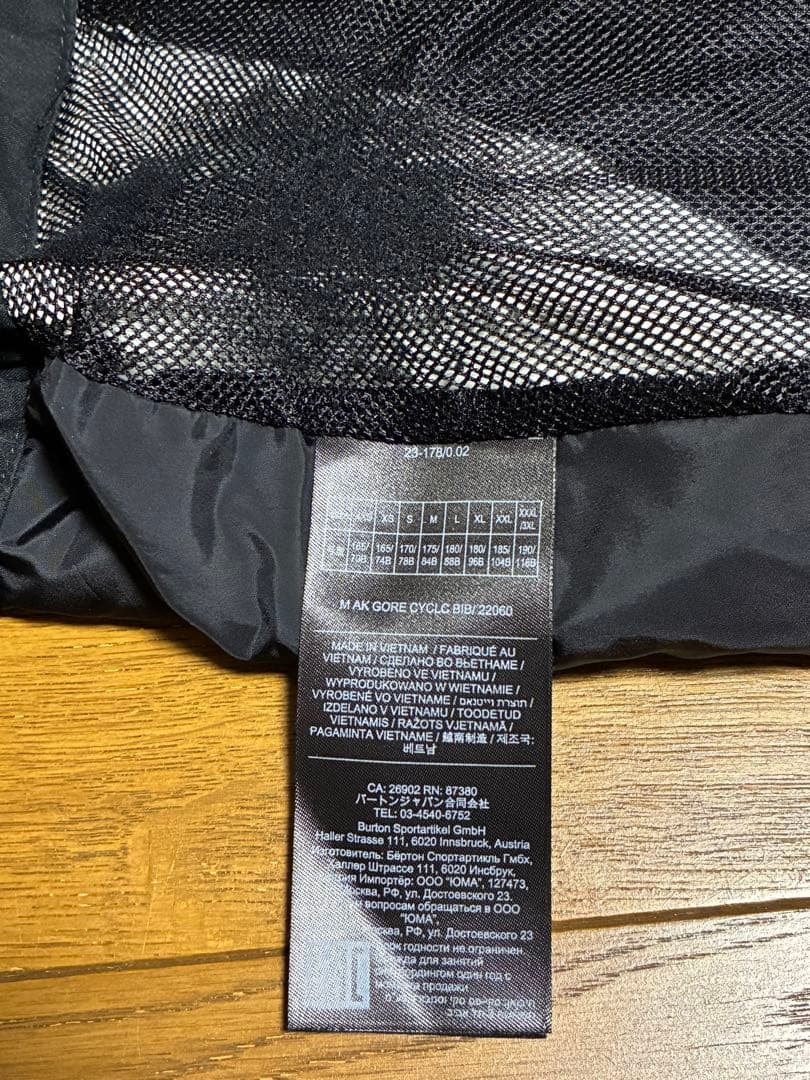 23-178/0.02
XS S M L XL XXL XXXL
/3XL
165/ 165/ 170/ 175/ 180/ 180/ 185/ 190/
70B 74B 78B 84B 88B 96B 104B 116B
M AK GORE CYCLC BIB/ 22060
MADE IN VIETNAM / FABRIQUÉ AU
VIETNAM / СДЕЛАНО ВО ВЬЕТНАМЕ /
VYROBENO VE VIETNAMU /
WYPRODUKOWANO W WIETNAMIE /
VYROBENÉ VO VIETNAME / תוצרת וייטנאם
IZDELANO V VIETNAMU / TOODETUD
VIETNAMIS / RAŽOTS VJETNAMĀ /
PAGAMINTA VIETNAME / 越南制造 / 제조국:
베트남
CA: 26902 RN: 87380
バートンジャパン合同会社
TEL: 03-4540-6752
Burton Sportartikel GmbH
Haller Strasse 111, 6020 Innsbruck, Austria
Изготовитель: Бёртон Спортартикль Гмбх,
Халлер Штрассе 111, 6020 Инсбрук,
Импортёр: ООО "ЮМА", 127473,
Москва, РФ, ул. Достоевского 23.
вопросам обращаться в ООО
"ЮМА".
РФ, ул. Достоевского 23
годности не ограничен.
для занятий
один год с
продажи